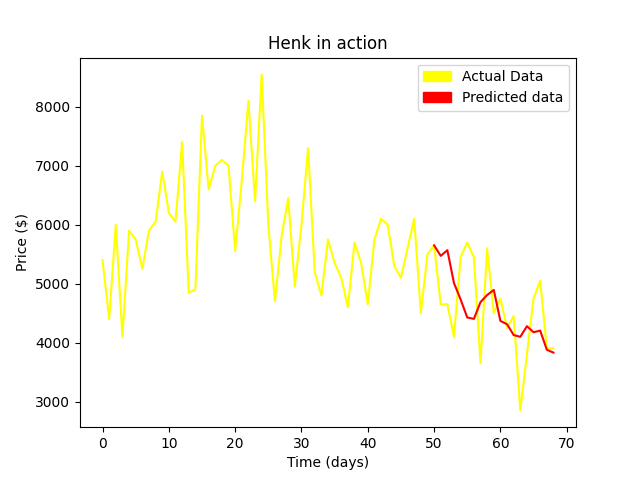 Henk in action
Actual Data
Predicted data
8000
7000
6000
5000
4000
3000
Price ($)
0 10 20 30 40 50 60 70
Time (days)